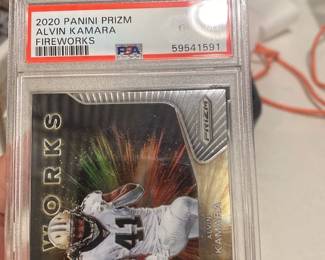 2020 PANINI PRIZM
ALVIN KAMARA
FIREWORKS
PSA
59541591
WORKS
PRIZM
41
ALVIN
KAMARA